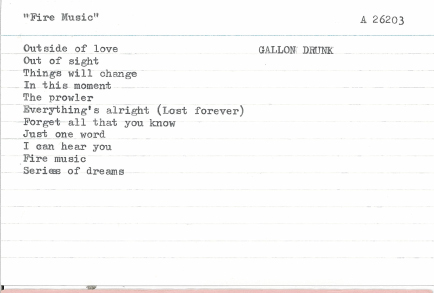 "Fire Music" A 26203
Outside of love GALLON DRUNK
Out of sight
Things will change
In this moment
The prowler
Everything's alright (Lost forever)
Forget all that you know
Just one word
I can hear you
Fire music
Series of dreams